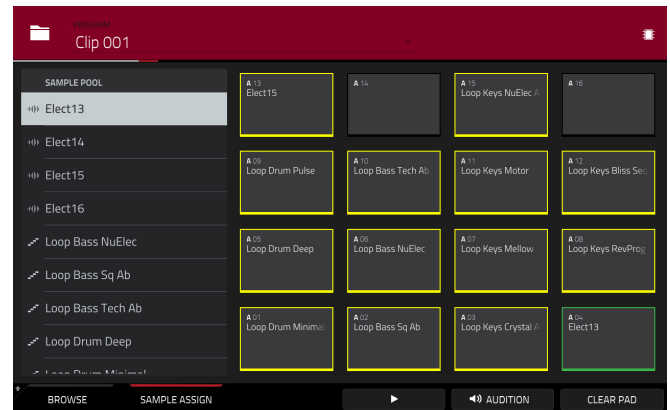 PROGRAM
Clip 001
SAMPLE POOL
Elect13
Elect14
Elect15
Elect16
Loop Bass NuElec
Loop Bass Sq Ab
Loop Bass Tech Ab
Loop Drum Deep
Loop Drum Minimal
A 13
Elect15
A 14
A 15
Loop Keys NuElec A
A 16
A 09
Loop Drum Pulse
A 10
Loop Bass Tech Ab
A 11
Loop Keys Motor
A 12
Loop Keys Bliss Seq
A 05
Loop Drum Deep
A 06
Loop Bass NuElec
A 07
Loop Keys Mellow
A 08
Loop Keys RevProg
A 01
Loop Drum Minimal
A 02
Loop Bass Sq Ab
A 03
Loop Keys Crystal A
A 04
Elect13
BROWSE
SAMPLE ASSIGN
AUDITION
CLEAR PAD